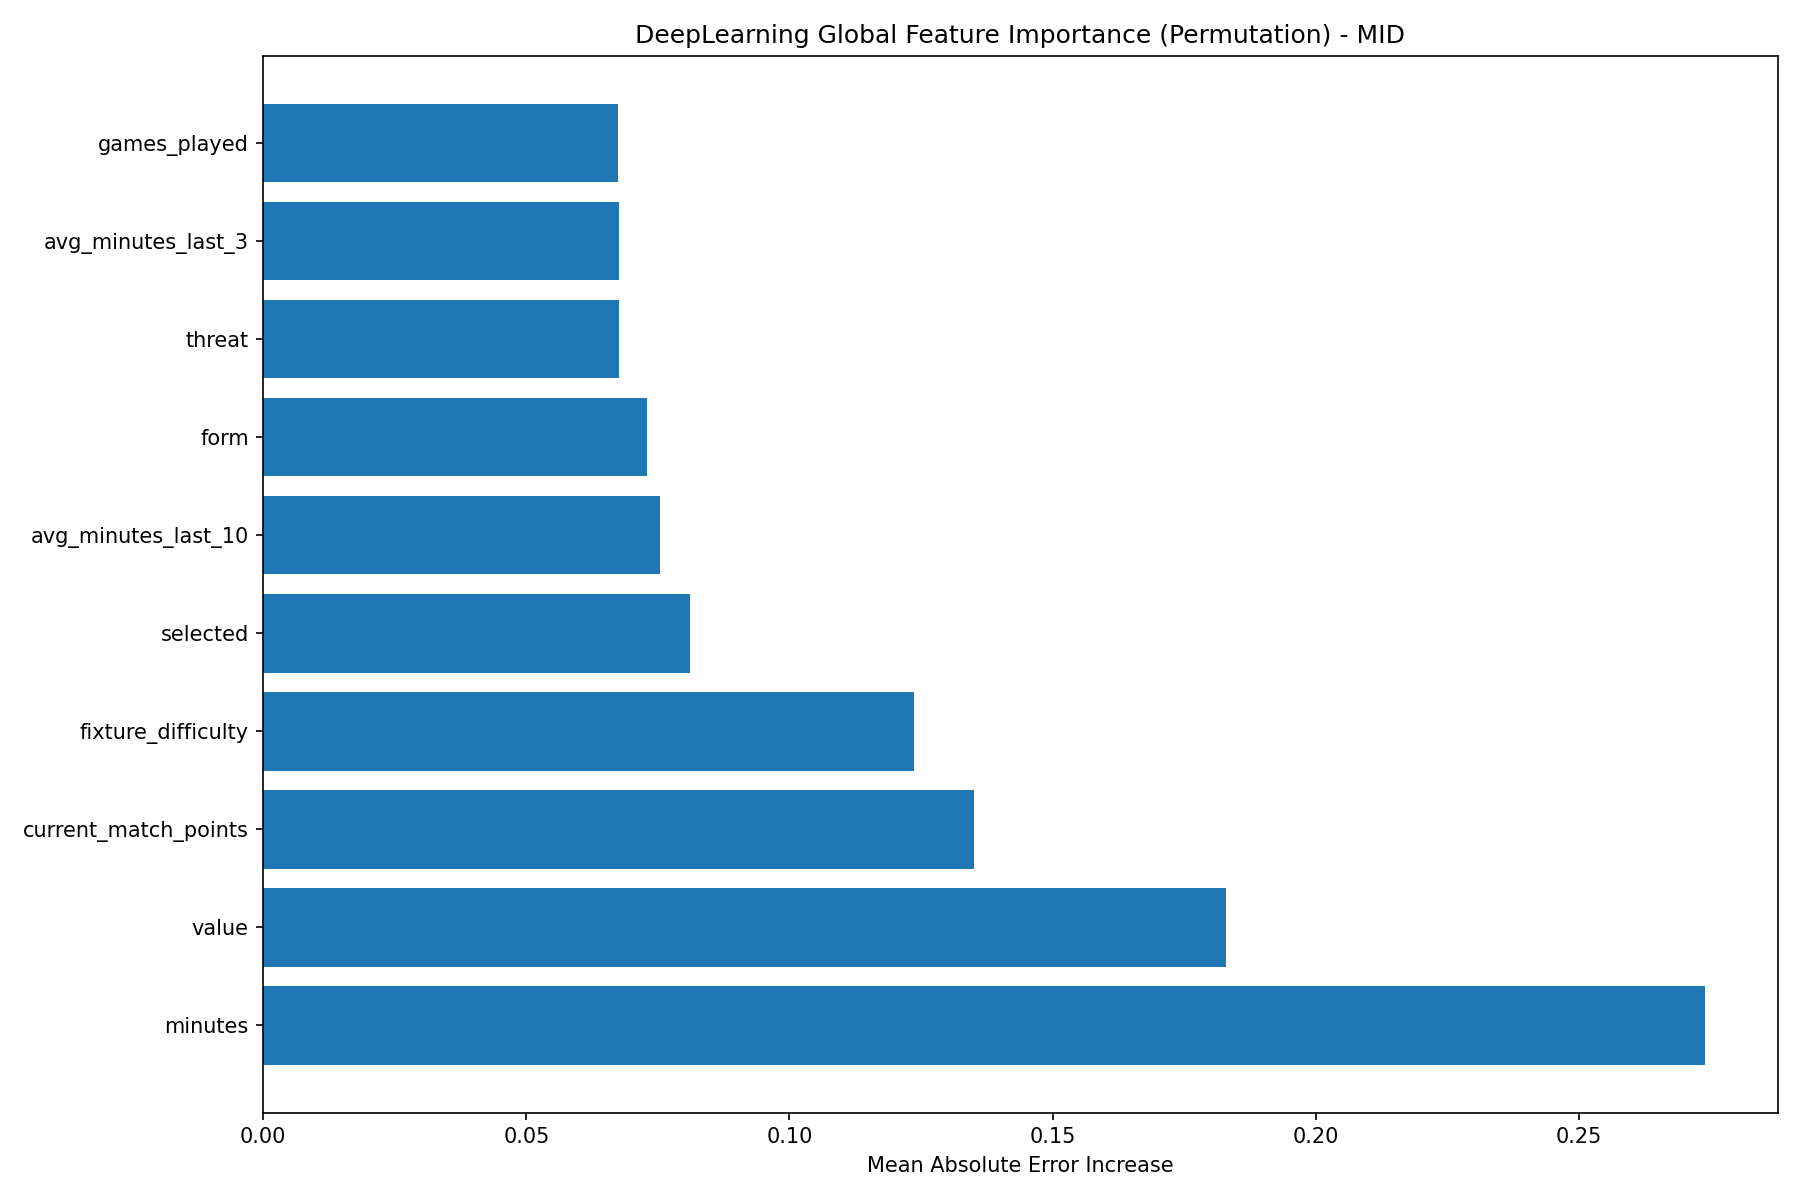 DeepLearning Global Feature Importance (Permutation) - MID
games_played
avg_minutes_last_3
threat
form
avg_minutes_last_10
selected
fixture_difficulty
current_match_points
value
minutes
0.00 0.05 0.10 0.15 0.20 0.25
Mean Absolute Error Increase